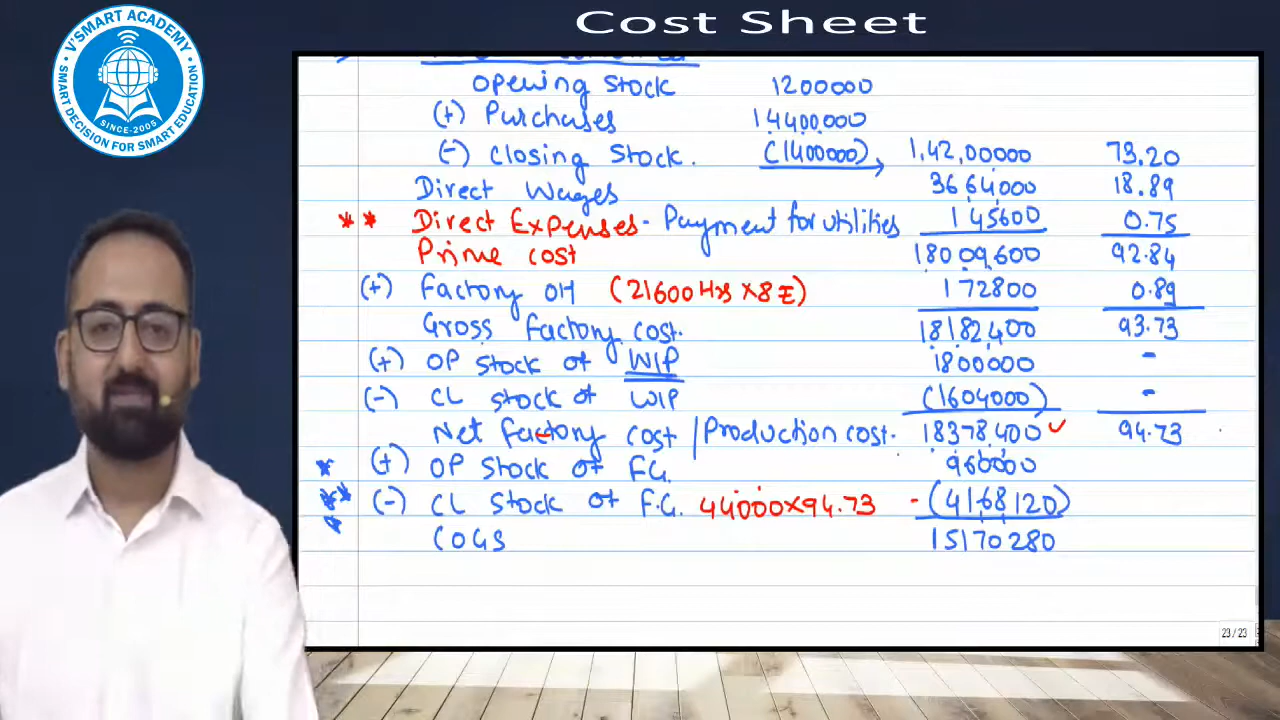 Cost Sheet
V'SMART ACADEMY
SMART DECISION FOR SMART EDUCATION
SINCE-2005
Opening Stock 1200000
(+) Purchases 14400000
(-) Closing Stock. (1400000) 1,42,00000 73.20
Direct Wages 3664000 18.89
** Direct Expenses - Payment for utilities 145600 0.75
Prime cost 18009600 92.84
(+) Factory OH (21600 Hrs × 8 ₹) 172800 0.89
Gross factory cost. 18182400 93.73
(+) OP stock of WIP 1800000 -
(-) CL stock of WIP (1604000) -
Net factory cost / Production cost. 18378400 ✓ 94.73
* (+) OP stock of FG. 960000
*** (-) CL stock of F.G. 44000×94.73 - (4168120)
COGS 15170280
23 / 23